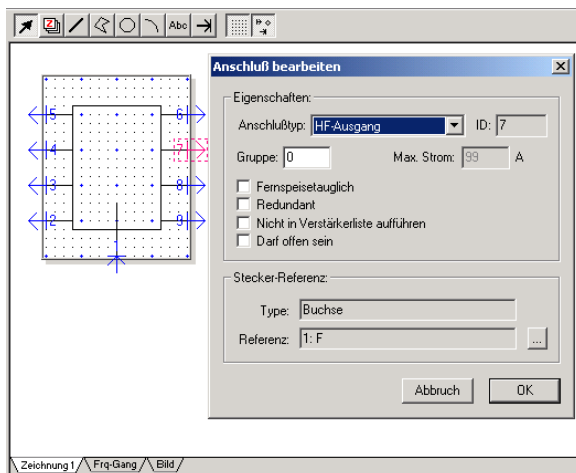 Z Abc
Anschluß bearbeiten
Eigenschaften:
Anschlußtyp: HF-Ausgang ID: 7
Gruppe: 0 Max. Strom: 99 A
Fernspeisetauglich
Redundant
Nicht in Verstärkerliste aufführen
Darf offen sein
Stecker-Referenz:
Type: Buchse
Referenz: 1: F ...
Abbruch OK
5 6
4 7
3 8
2 9
Zeichnung 1 Frq-Gang Bild